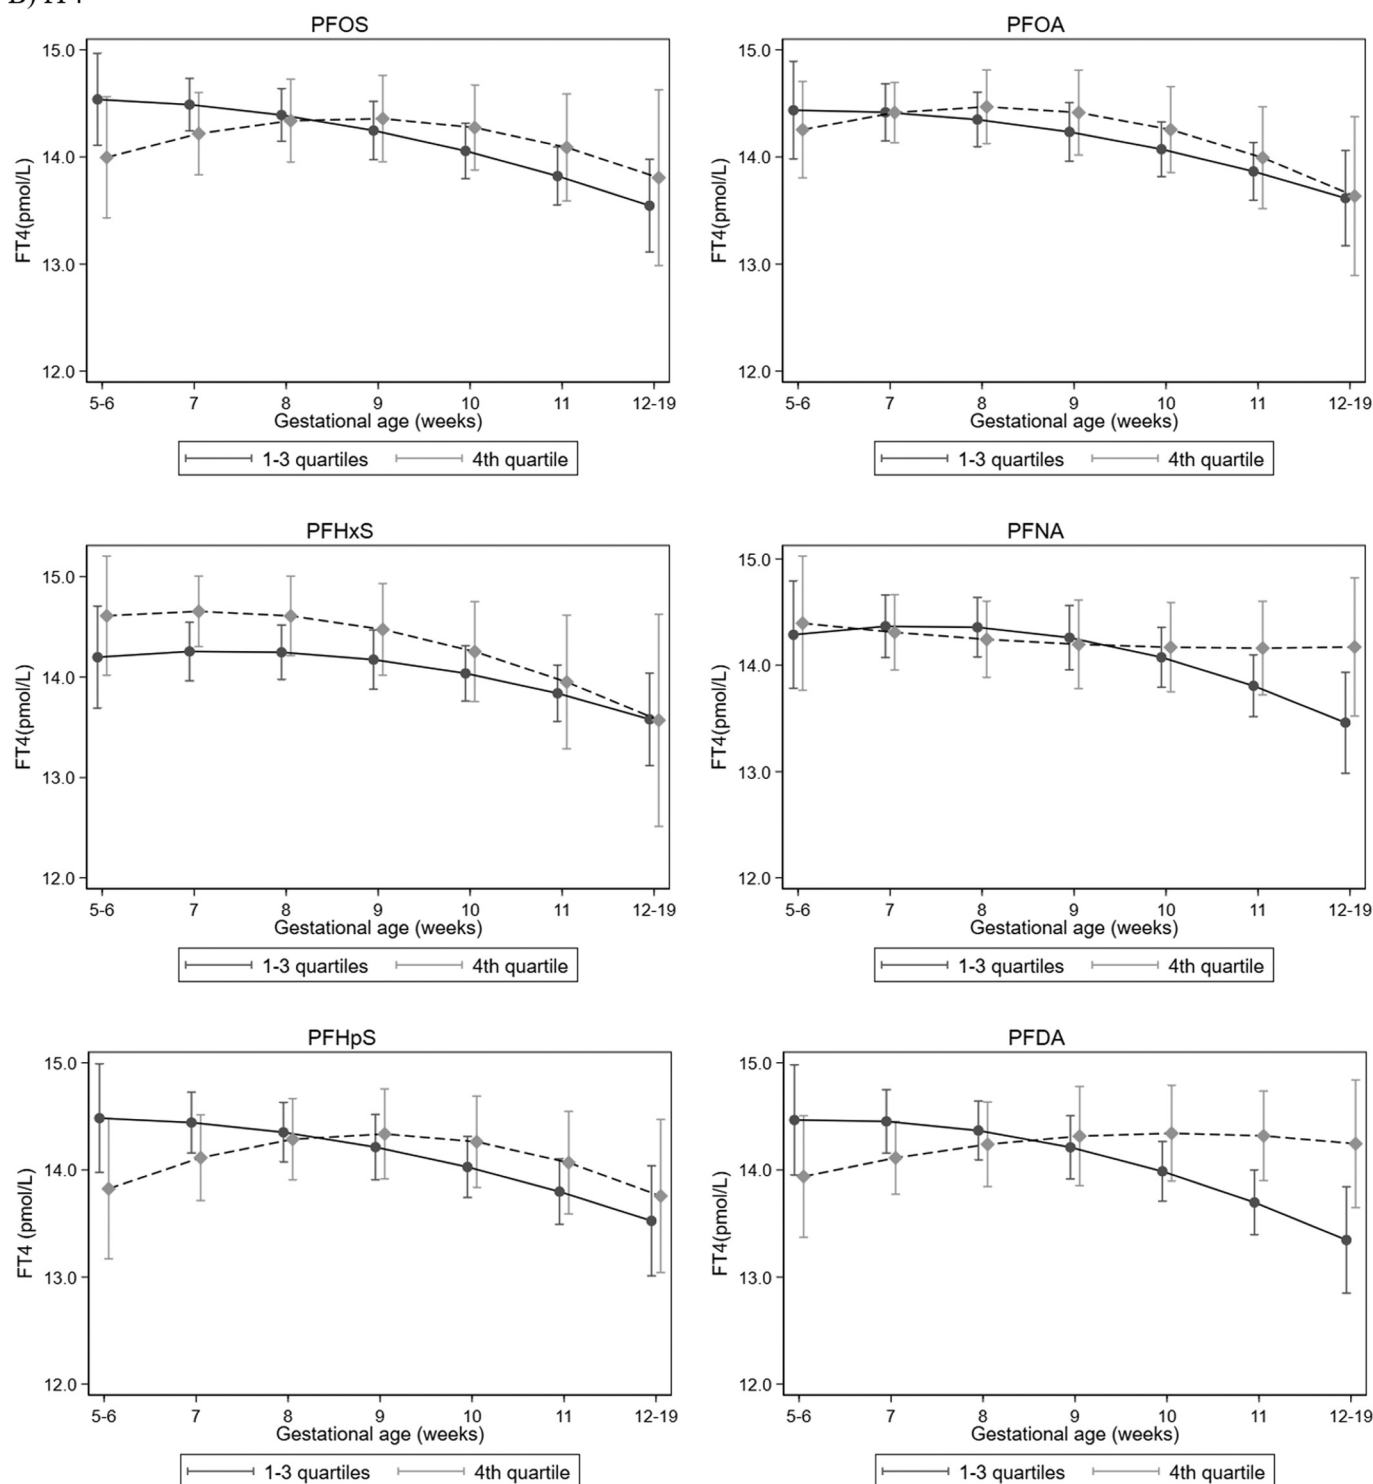 PFOS
PFOA
15.0
14.0
13.0
12.0
FT4(pmol/L)
5-6 7 8 9 10 11 12-19
Gestational age (weeks)
1-3 quartiles 4th quartile
15.0
14.0
13.0
12.0
FT4(pmol/L)
5-6 7 8 9 10 11 12-19
Gestational age (weeks)
1-3 quartiles 4th quartile
PFHxS
PFNA
15.0
14.0
13.0
12.0
FT4(pmol/L)
5-6 7 8 9 10 11 12-19
Gestational age (weeks)
1-3 quartiles 4th quartile
15.0
14.0
13.0
12.0
FT4(pmol/L)
5-6 7 8 9 10 11 12-19
Gestational age (weeks)
1-3 quartiles 4th quartile
PFHpS
PFDA
15.0
14.0
13.0
12.0
FT4 (pmol/L)
5-6 7 8 9 10 11 12-19
Gestational age (weeks)
1-3 quartiles 4th quartile
15.0
14.0
13.0
12.0
FT4(pmol/L)
5-6 7 8 9 10 11 12-19
Gestational age (weeks)
1-3 quartiles 4th quartile